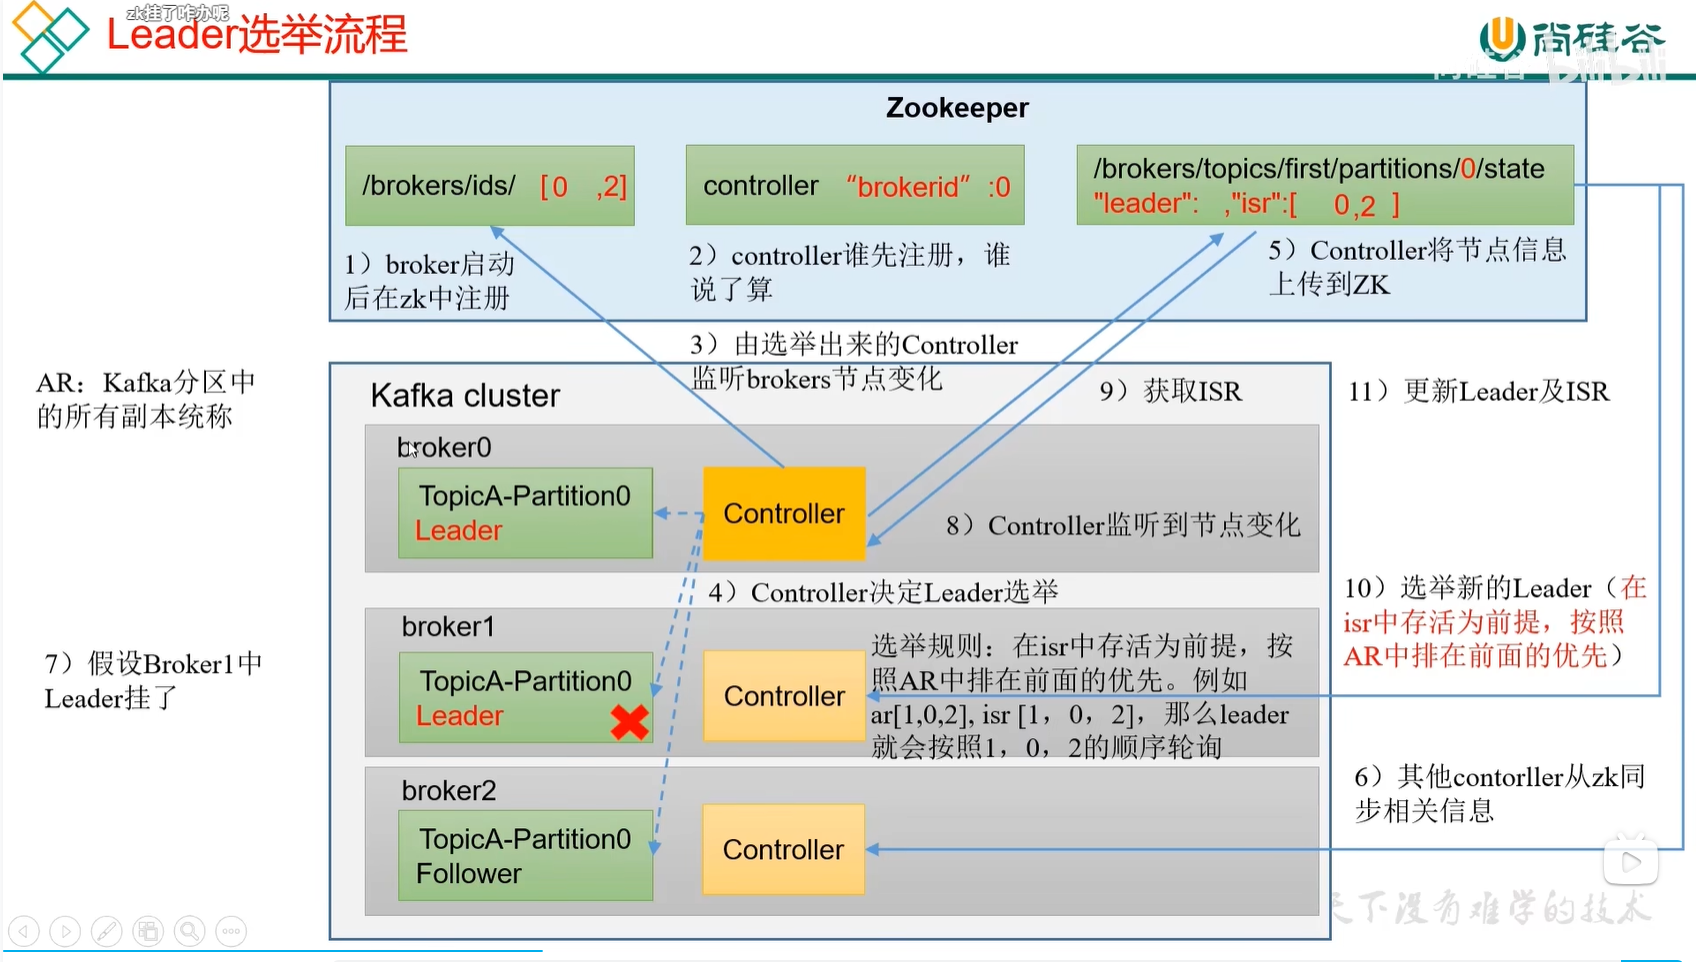 zk挂了咋办呢
Leader选举流程
尚硅谷
bilibili
Zookeeper
/brokers/ids/ [0 ,2]
controller “brokerid” :0
/brokers/topics/first/partitions/0/state
"leader": ,"isr":[ 0,2 ]
1）broker启动
后在zk中注册
2）controller谁先注册，谁
说了算
5）Controller将节点信息
上传到ZK
3）由选举出来的Controller
监听brokers节点变化
AR：Kafka分区中
的所有副本统称
Kafka cluster
9）获取ISR
11）更新Leader及ISR
broker0
TopicA-Partition0
Leader
Controller
8）Controller监听到节点变化
4）Controller决定Leader选举
10）选举新的Leader（在
isr中存活为前提，按照
AR中排在前面的优先）
7）假设Broker1中
Leader挂了
broker1
TopicA-Partition0
Leader
Controller
选举规则：在isr中存活为前提，按
照AR中排在前面的优先。例如
ar[1,0,2], isr [1，0，2]，那么leader
就会按照1，0，2的顺序轮询
broker2
TopicA-Partition0
Follower
Controller
6）其他contorller从zk同
步相关信息
天下没有难学的技术